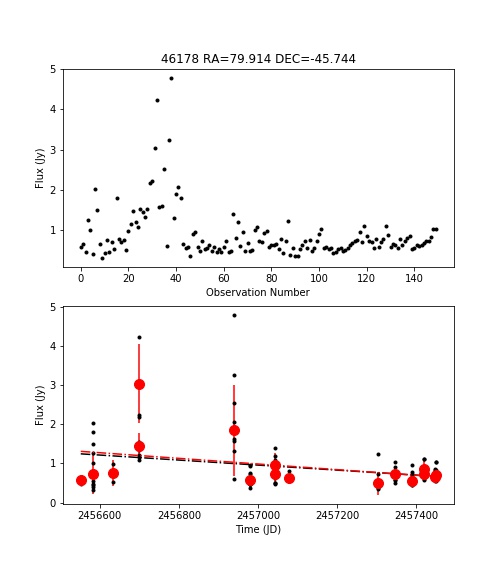 46178 RA=79.914 DEC=-45.744
5
4
3
2
1
Flux (Jy)
0 20 40 60 80 100 120 140
Observation Number
5
4
3
2
1
0
Flux (Jy)
2456600 2456800 2457000 2457200 2457400
Time (JD)